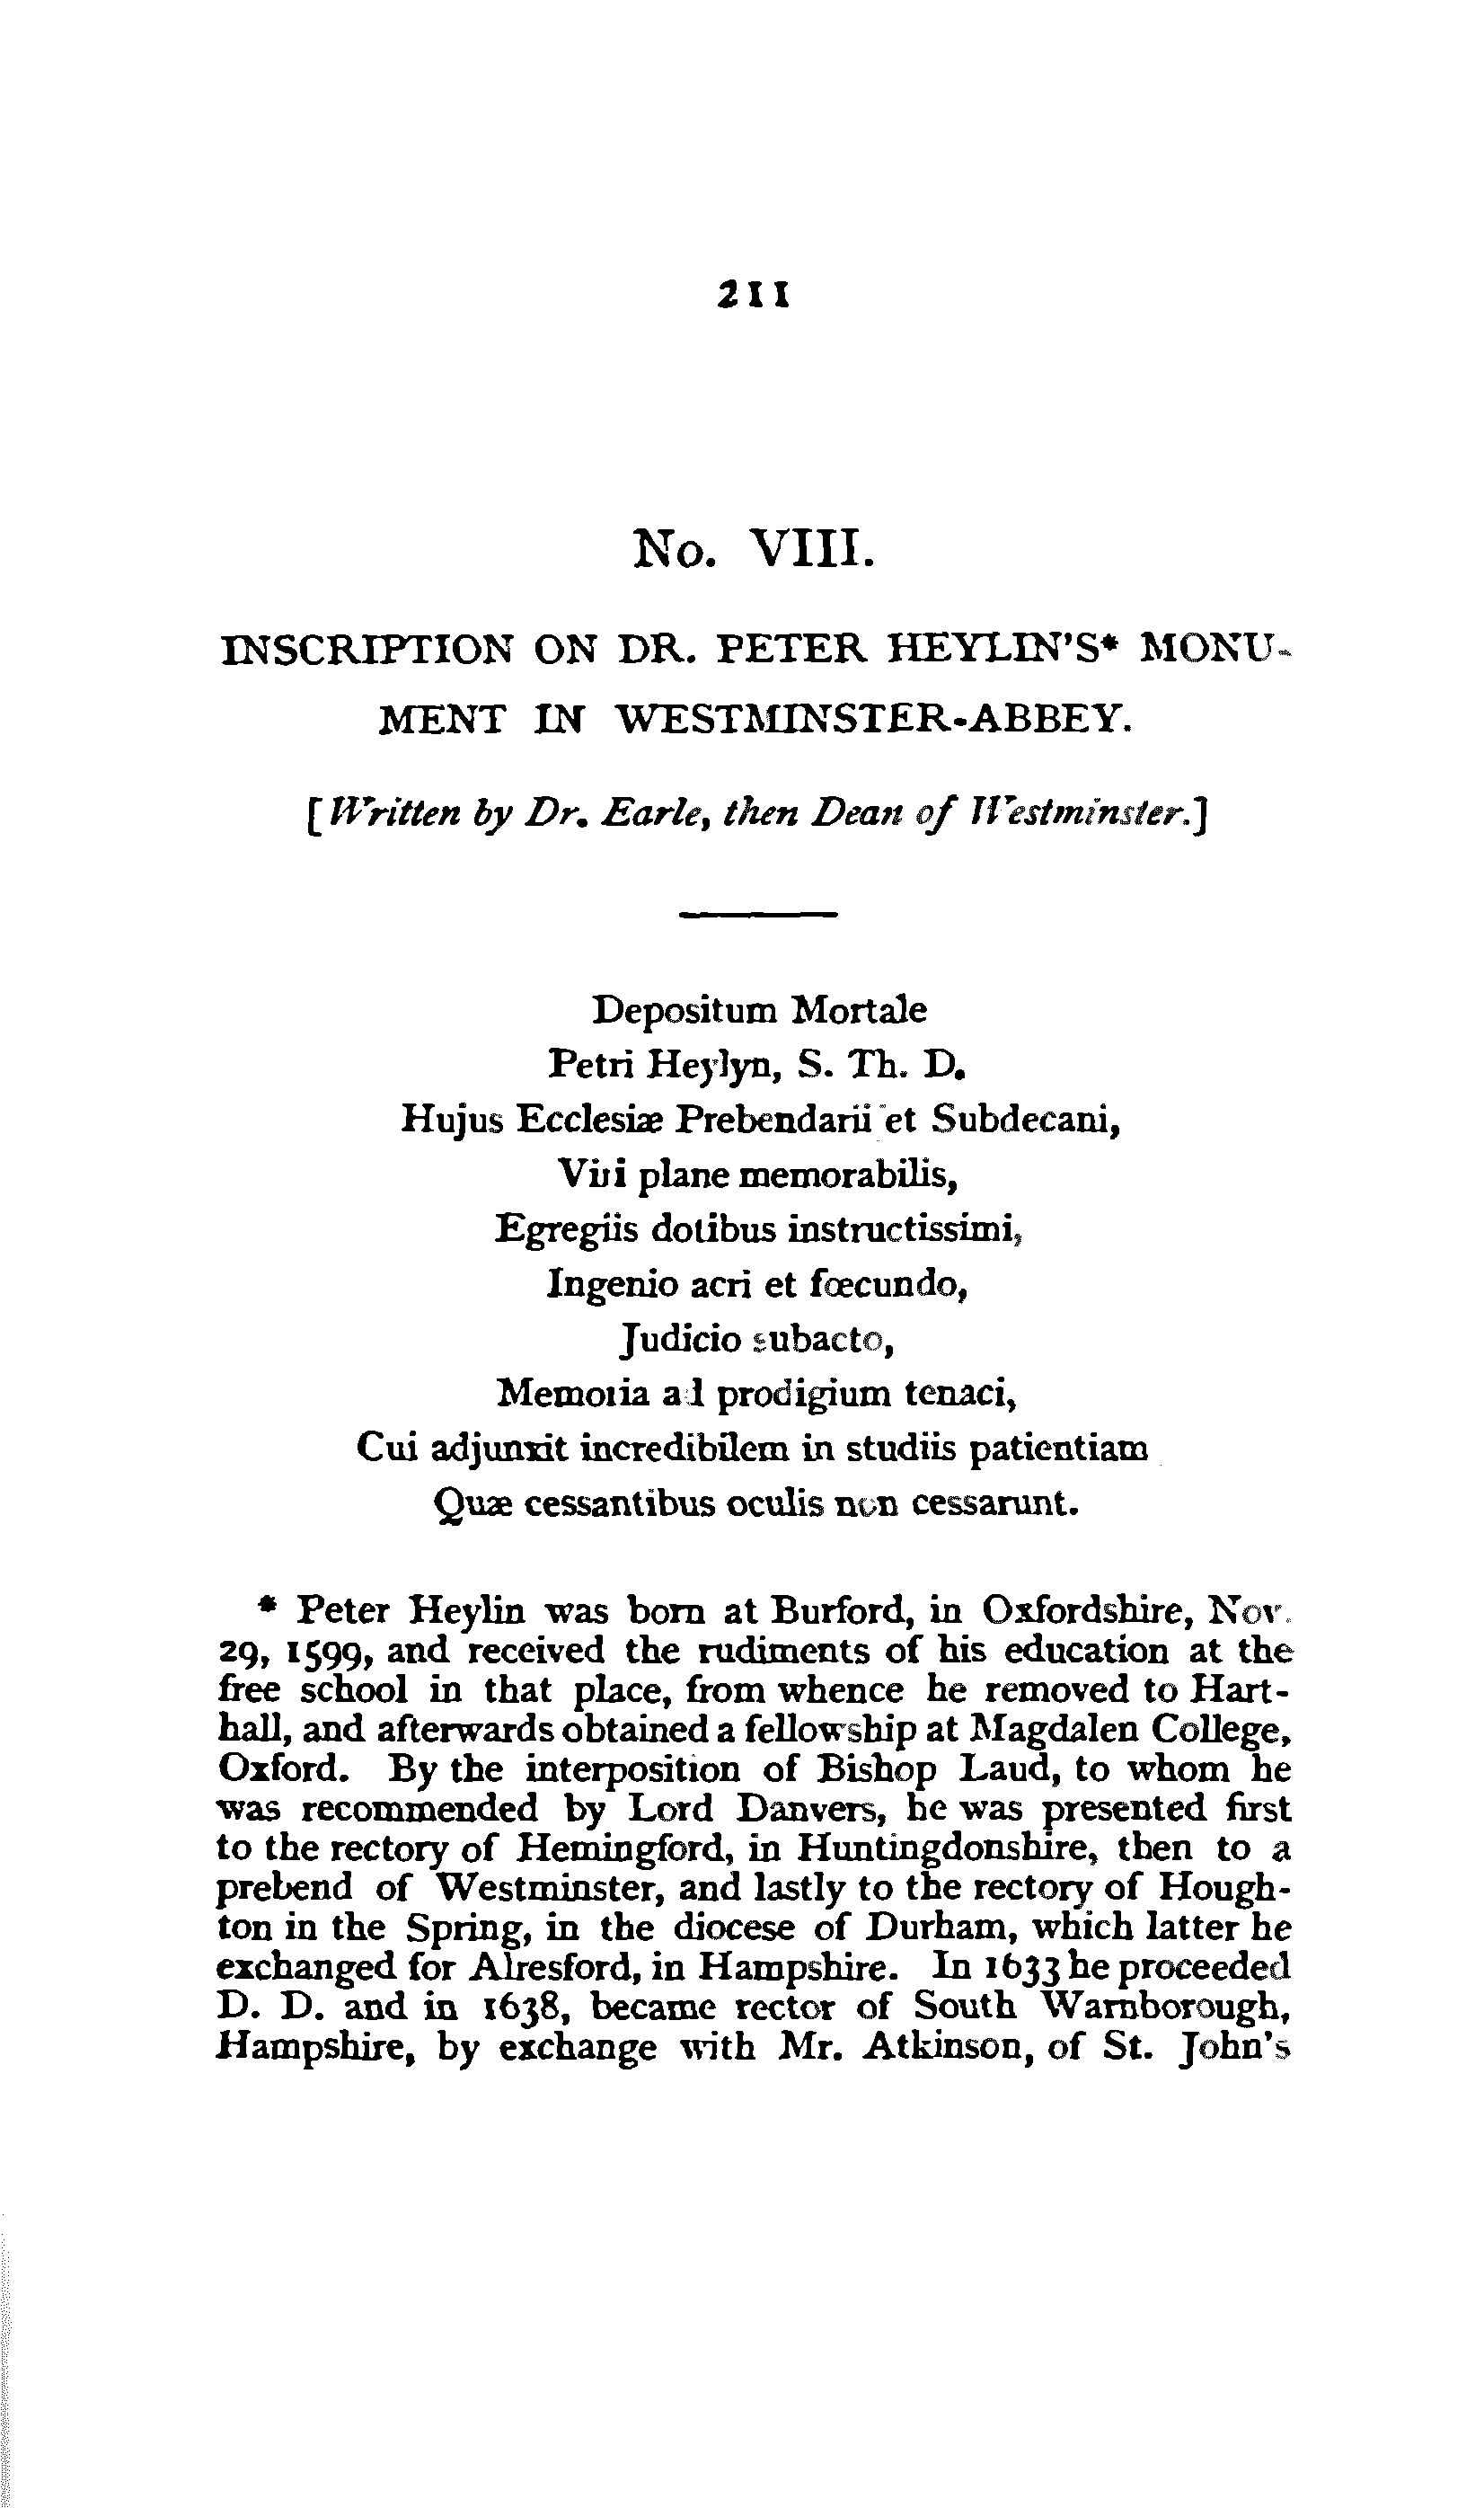 211
No. VIII.
INSCRIPTION ON DR. PETER HEYLIN'S* MONU-
MENT IN WESTMINSTER-ABBEY.
[Written by Dr. Earle, then Dean of Westminster.]
Depositum Mortale
Petri Heylyn, S. Th. D.
Hujus Ecclesiæ Prebendarii et Subdecani,
Viri plane memorabilis,
Egregiis dotibus instructissimi,
Ingenio acri et fœcundo,
Judicio subacto,
Memoria ad prodigium tenaci,
Cui adjunxit incredibilem in studiis patientiam
Quæ cessantibus oculis non cessarunt.
* Peter Heylin was born at Burford, in Oxfordshire, Nov.
29, 1599, and received the rudiments of his education at the
free school in that place, from whence he removed to Hart-
hall, and afterwards obtained a fellowship at Magdalen College,
Oxford. By the interposition of Bishop Laud, to whom he
was recommended by Lord Danvers, he was presented first
to the rectory of Hemingford, in Huntingdonshire, then to a
prebend of Westminster, and lastly to the rectory of Hough-
ton in the Spring, in the diocese of Durham, which latter he
exchanged for Alresford, in Hampshire. In 1633 he proceeded
D. D. and in 1638, became rector of South Warnborough,
Hampshire, by exchange with Mr. Atkinson, of St. John's